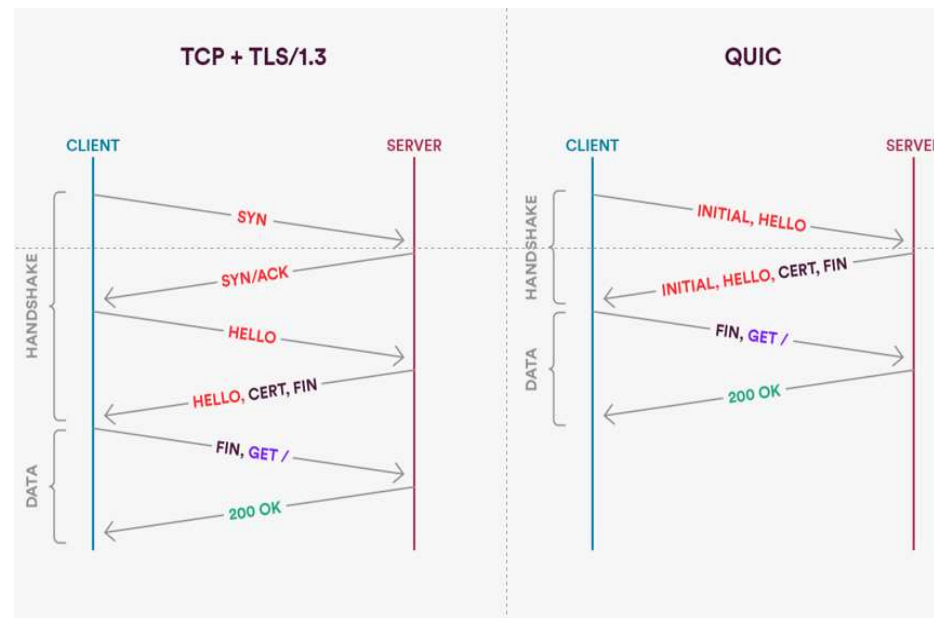 TCP + TLS/1.3
CLIENT
SERVER
HANDSHAKE
SYN
SYN/ACK
HELLO
HELLO, CERT, FIN
DATA
FIN, GET /
200 OK
QUIC
CLIENT
SERVE
HANDSHAKE
INITIAL, HELLO
INITIAL, HELLO, CERT, FIN
DATA
FIN, GET /
200 OK